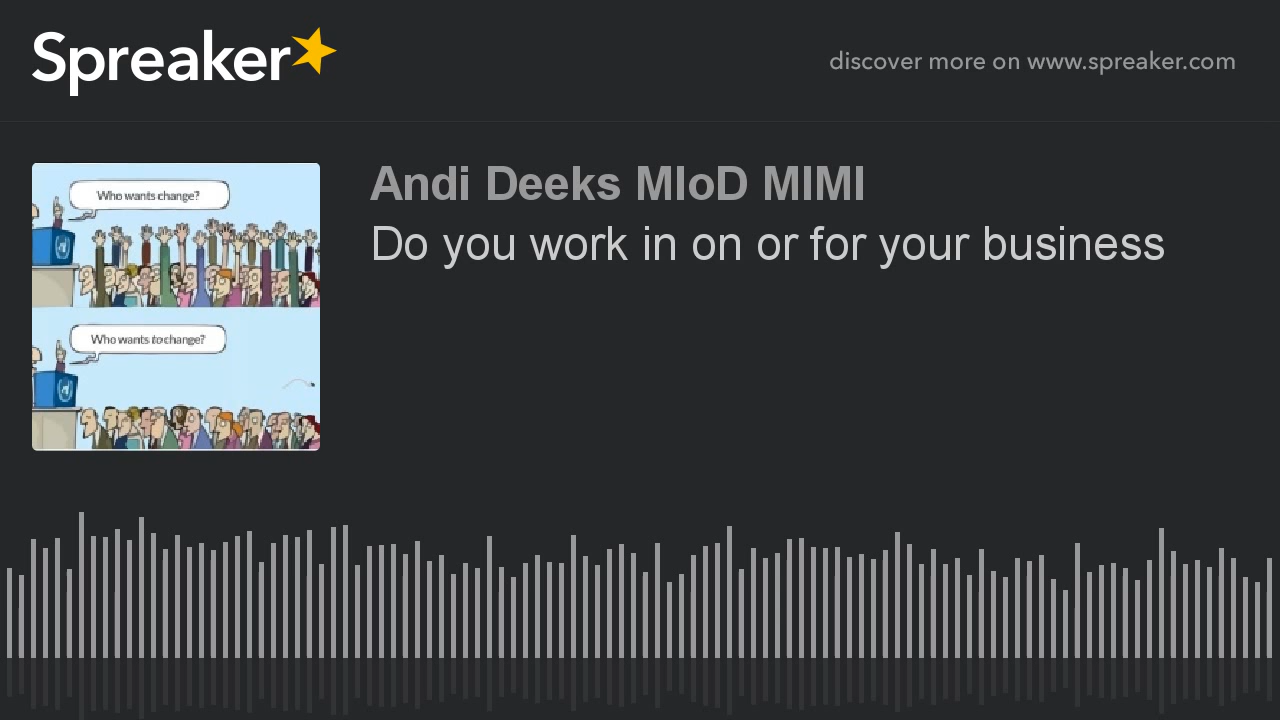 Spreaker
discover more on www.spreaker.com
Andi Deeks MIoD MIMI
Do you work in on or for your business
Who wants change?
Who wants to change?